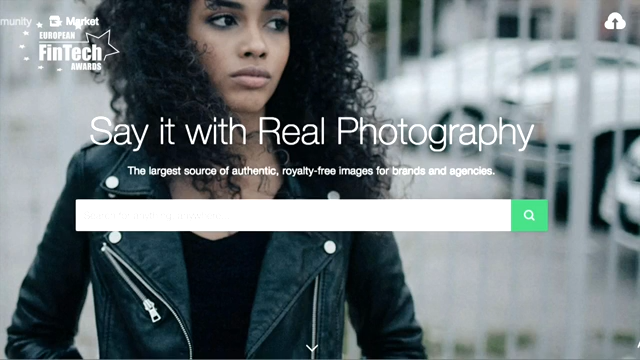 munity
Market
EUROPEAN
FinTech
AWARDS
Say it with Real Photography
The largest source of authentic, royalty-free images for brands and agencies.